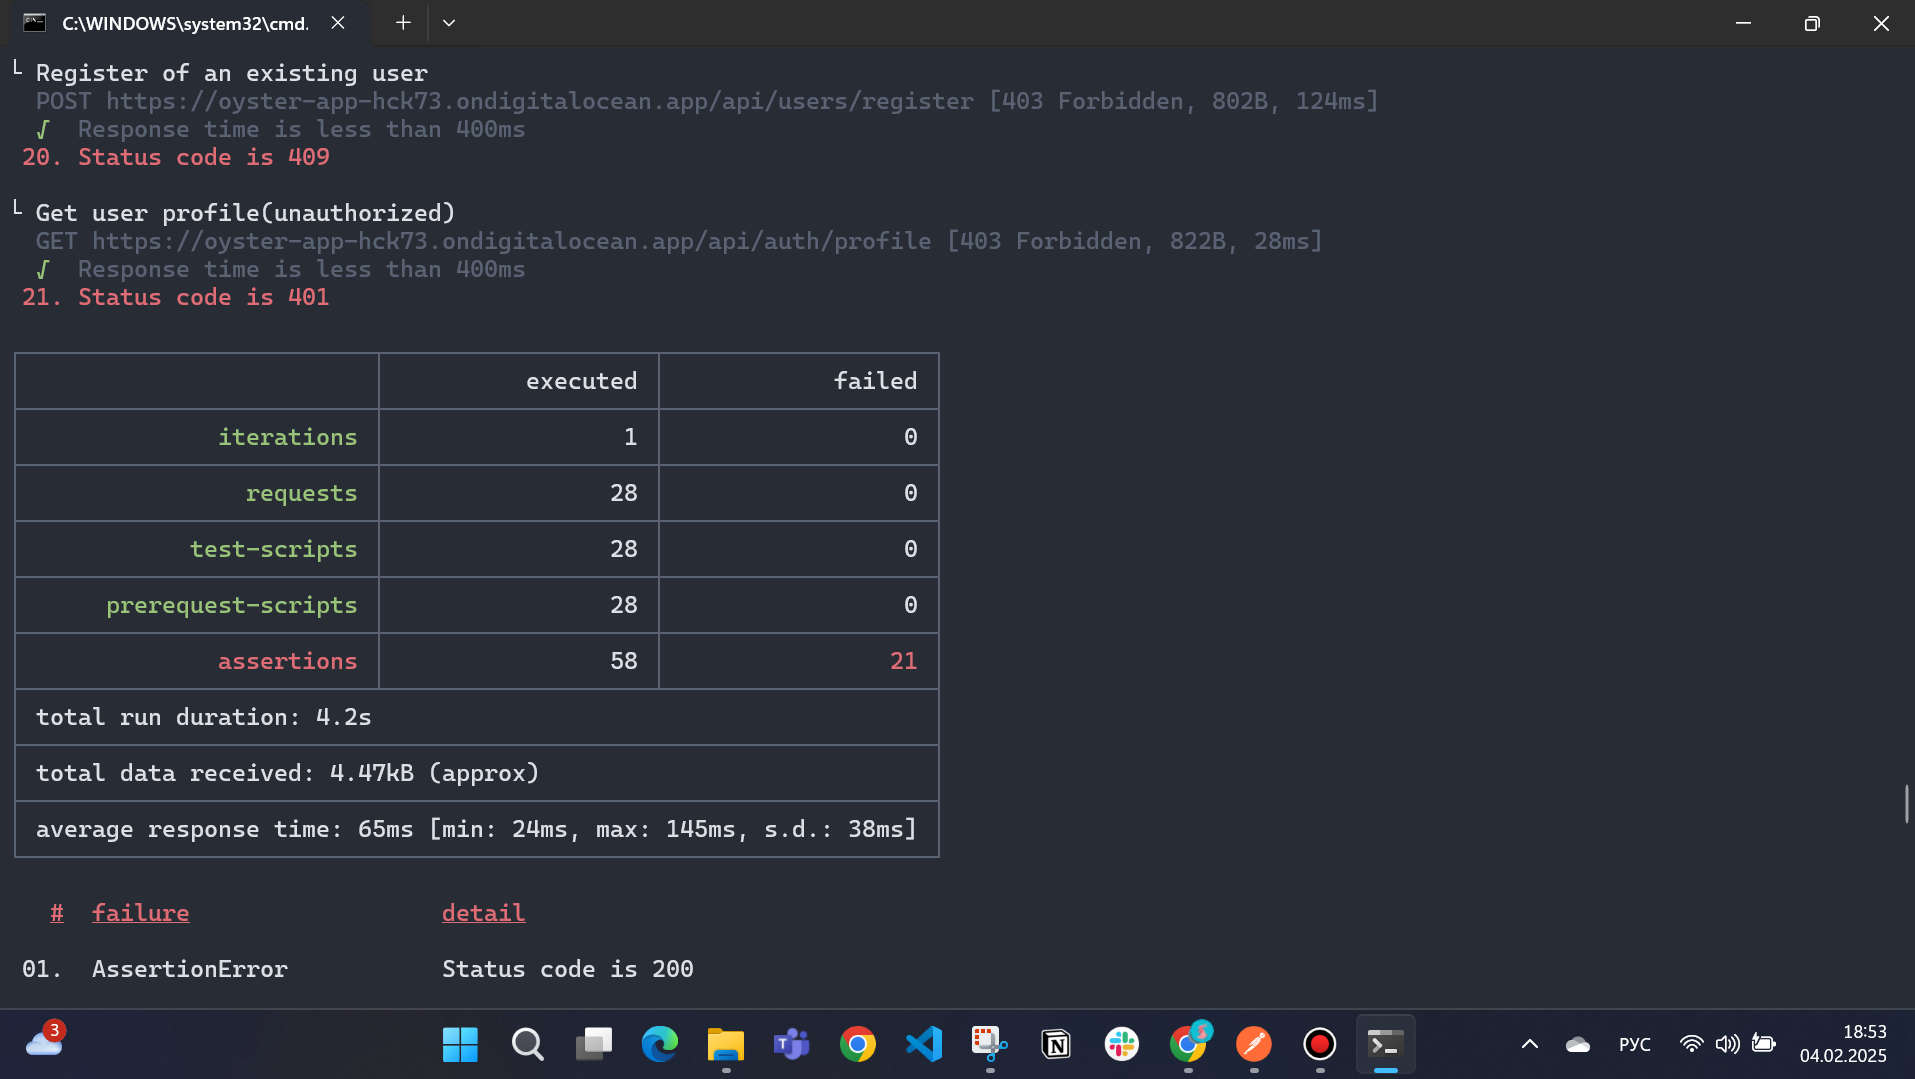 C:\WINDOWS\system32\cmd.
└ Register of an existing user
POST https://oyster-app-hck73.ondigitalocean.app/api/users/register [403 Forbidden, 802B, 124ms]
√ Response time is less than 400ms
20. Status code is 409
└ Get user profile(unauthorized)
GET https://oyster-app-hck73.ondigitalocean.app/api/auth/profile [403 Forbidden, 822B, 28ms]
√ Response time is less than 400ms
21. Status code is 401
executed failed
iterations 1 0
requests 28 0
test-scripts 28 0
prerequest-scripts 28 0
assertions 58 21
total run duration: 4.2s
total data received: 4.47kB (approx)
average response time: 65ms [min: 24ms, max: 145ms, s.d.: 38ms]
# failure detail
01. AssertionError Status code is 200
3
РУС
18:53
04.02.2025